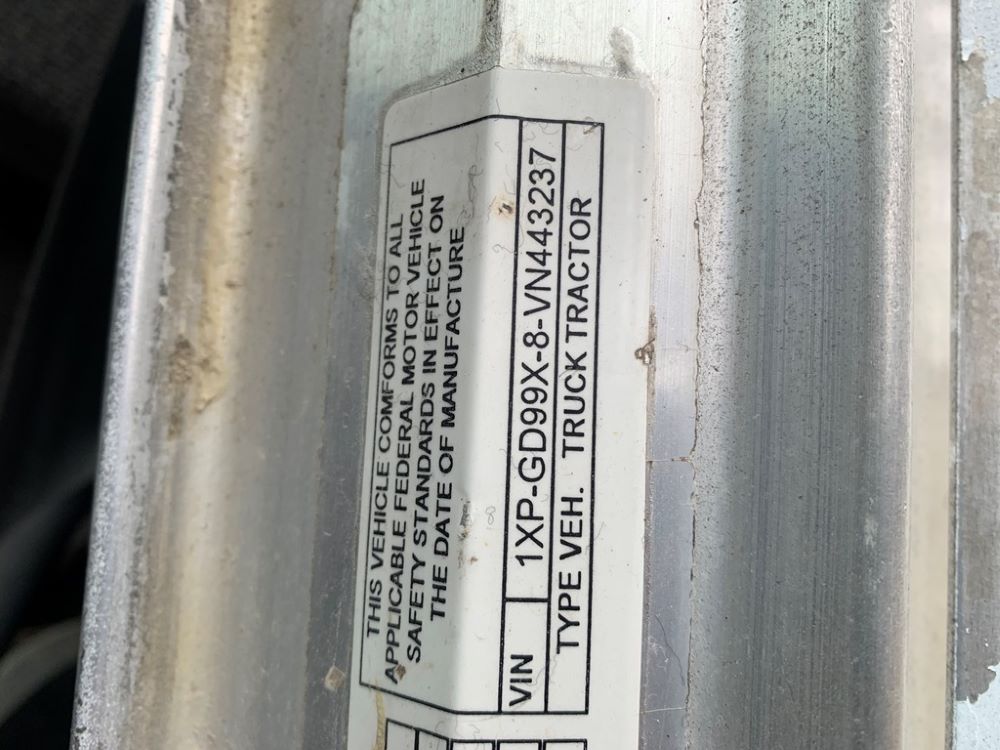 THIS VEHICLE COMFORMS TO ALL
APPLICABLE FEDERAL MOTOR VEHICLE
SAFETY STANDARDS IN EFFECT ON
THE DATE OF MANUFACTURE
VIN 1XP-GD99X-8-VN443237
TYPE VEH. TRUCK TRACTOR